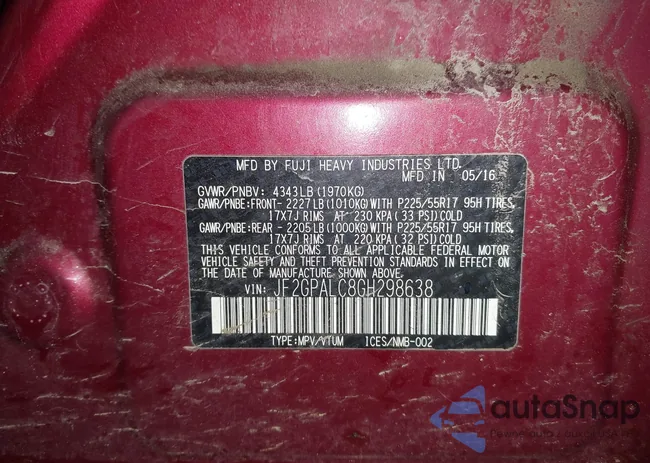 4FD BY FUJI HEAVY INDUSTRIES LTD.
MFD IN 05/16
GVWR/PNBV: 4343LB(1970KG)
GAWR/PNBE:FRONT- 2227LB(1010KG)WITH P225/55R17 95H TIRES,
17X7J RIMS AT 230 KPA(33 PSI)COLD
GAWR/PNBE:REAR - 2205LB(1000KG)WITH P225/55R17 95H TIRES,
17X7J RIMS AT 220 KPA(32 PSI)COLD
THIS VEHICLE CONFORMS TO ALL APPLICABLE FEDERAL MOTOR
VEHICLE SAFETY AND THEFT PREVENTION STANDARDS IN EFFECT
ON THE DATE OF MANUFACTURE SHOWN ABOVE.
VIN: JF2GPALC8GH298638
TYPE:MPV/VTUM ICES/NMB-002
autoSnap